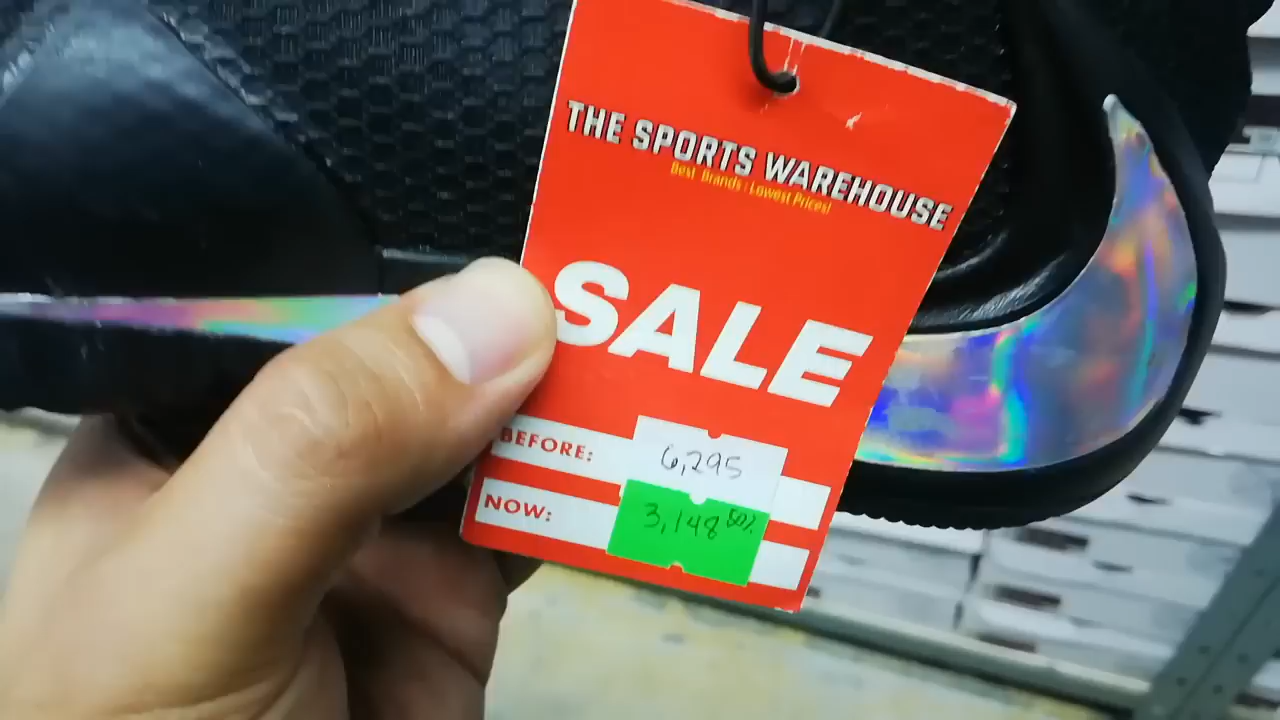 THE SPORTS WAREHOUSE
Best Brands | Lowest Prices!
SALE
BEFORE: 6,295
NOW: 3,148 50%